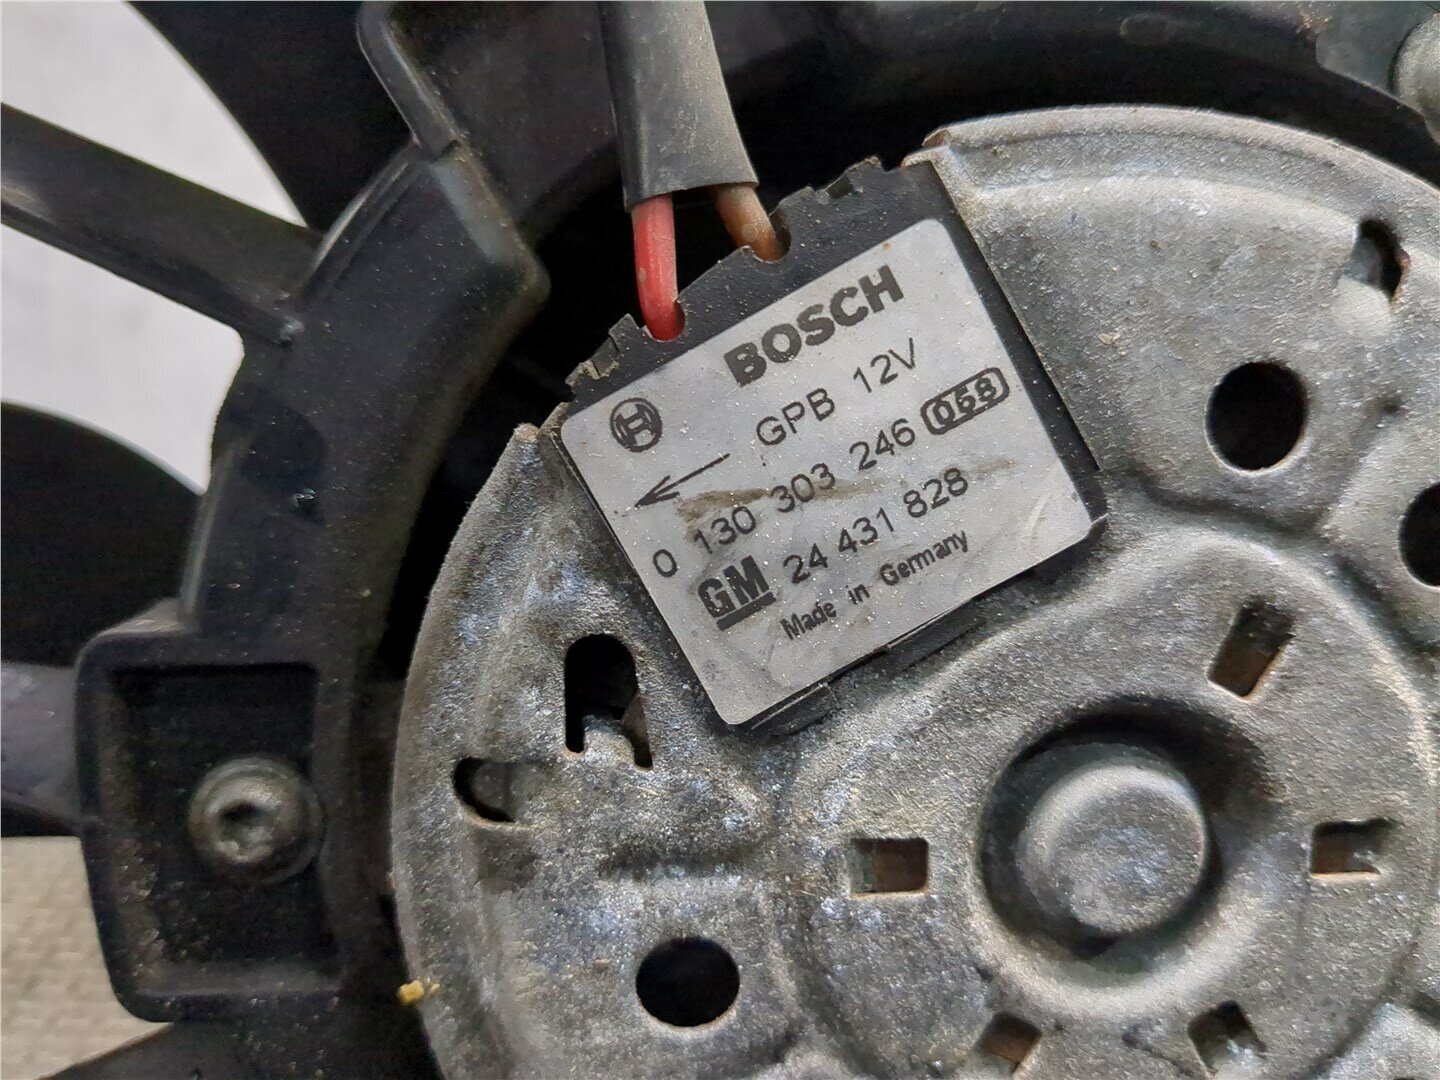 BOSCH
GPB 12V
0 130 303 246 068
GM 24 431 828
Made in Germany